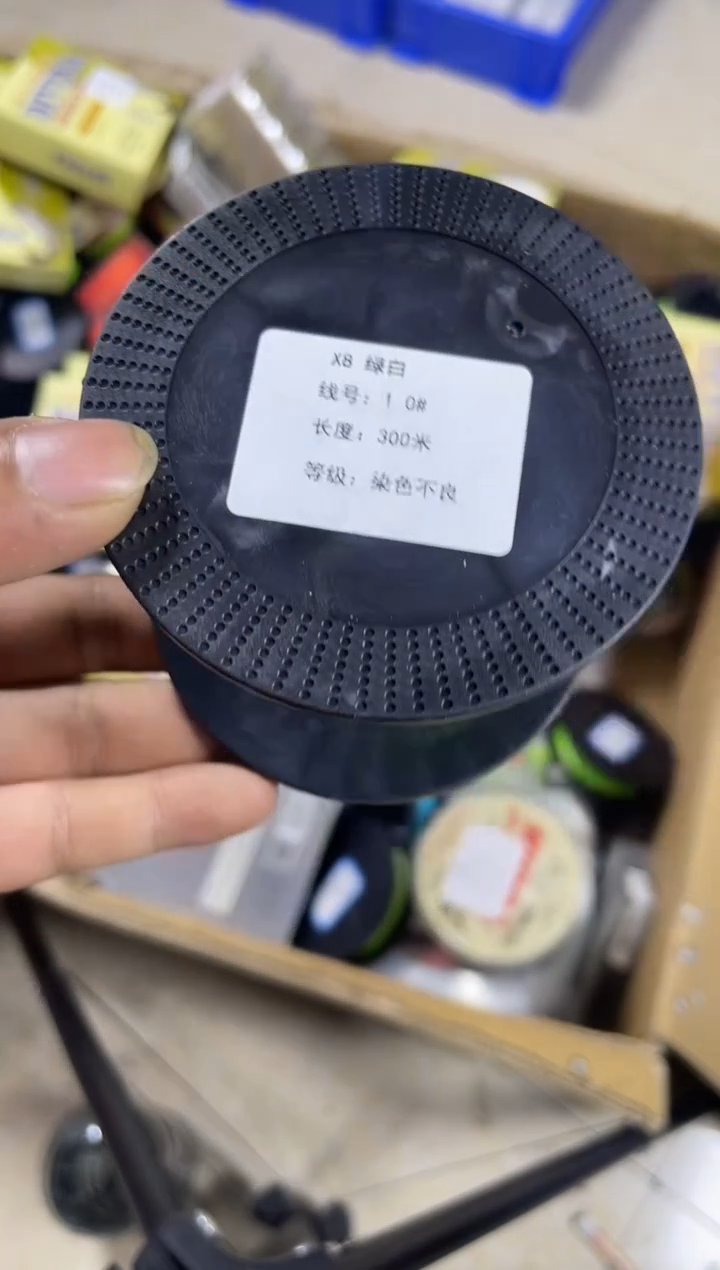 X8 绿白
线号：1.0#
长度：300米
等级：染色不良